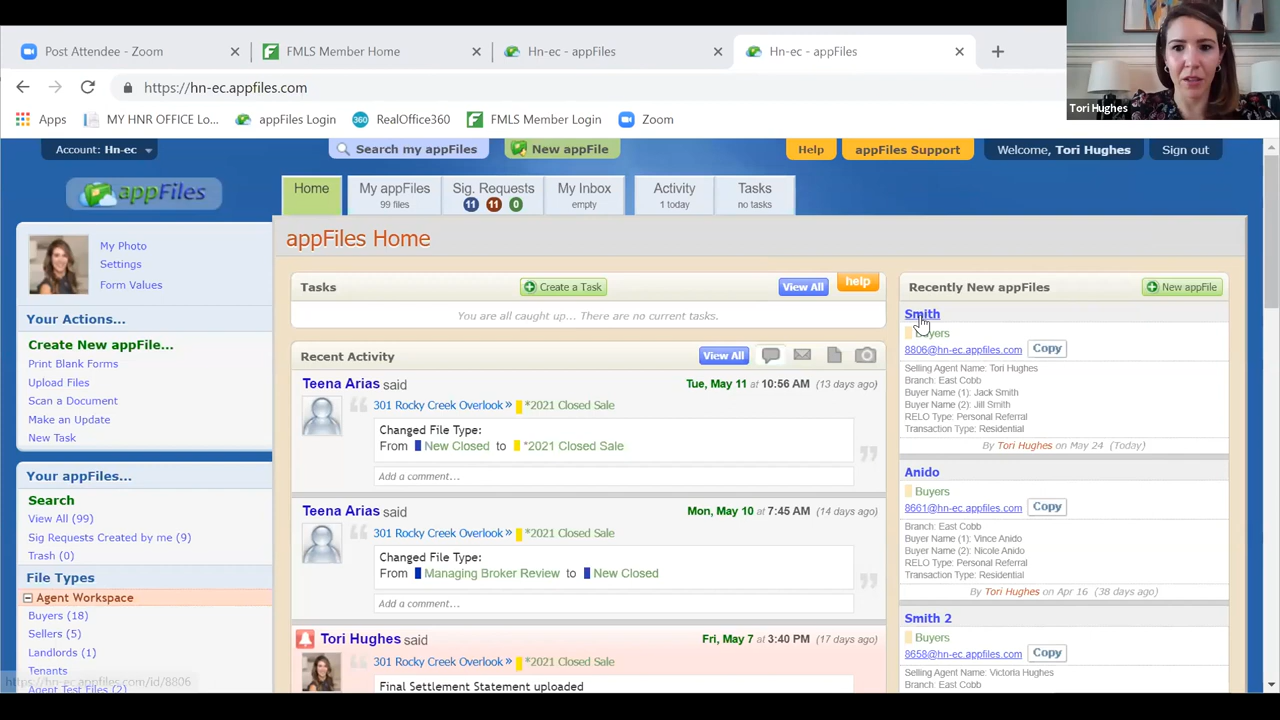 Post Attendee - Zoom
FMLS Member Home
Hn-ec - appFiles
Hn-ec - appFiles
https://hn-ec.appfiles.com
Tori Hughes
Apps
MY HNR OFFICE Lo...
appFiles Login
RealOffice360
FMLS Member Login
Zoom
Account: Hn-ec
Search my appFiles
New appFile
Help
appFiles Support
Welcome, Tori Hughes
Sign out
appFiles
Home
My appFiles
99 files
Sig. Requests
11 11 0
My Inbox
empty
Activity
1 today
Tasks
no tasks
My Photo
Settings
Form Values
Your Actions...
Create New appFile...
Print Blank Forms
Upload Files
Scan a Document
Make an Update
New Task
Your appFiles...
Search
View All (99)
Sig Requests Created by me (9)
Trash (0)
File Types
Agent Workspace
Buyers (18)
Sellers (5)
Landlords (1)
Tenants
Agent Test Files (2)
https://hn-ec.appfiles.com/id/8806
appFiles Home
Tasks
Create a Task
View All
help
You are all caught up... There are no current tasks.
Recent Activity
View All
Teena Arias said
Tue, May 11 at 10:56 AM (13 days ago)
301 Rocky Creek Overlook » *2021 Closed Sale
Changed File Type:
From New Closed to *2021 Closed Sale
Add a comment...
Teena Arias said
Mon, May 10 at 7:45 AM (14 days ago)
301 Rocky Creek Overlook » *2021 Closed Sale
Changed File Type:
From Managing Broker Review to New Closed
Add a comment...
Tori Hughes said
Fri, May 7 at 3:40 PM (17 days ago)
301 Rocky Creek Overlook » *2021 Closed Sale
Final Settlement Statement uploaded
Recently New appFiles
New appFile
Smith
Buyers
8806@hn-ec.appfiles.com Copy
Selling Agent Name: Tori Hughes
Branch: East Cobb
Buyer Name (1): Jack Smith
Buyer Name (2): Jill Smith
RELO Type: Personal Referral
Transaction Type: Residential
By Tori Hughes on May 24 (Today)
Anido
Buyers
8661@hn-ec.appfiles.com Copy
Branch: East Cobb
Buyer Name (1): Vince Anido
Buyer Name (2): Nicole Anido
RELO Type: Personal Referral
Transaction Type: Residential
By Tori Hughes on Apr 16 (38 days ago)
Smith 2
Buyers
8658@hn-ec.appfiles.com Copy
Selling Agent Name: Victoria Hughes
Branch: East Cobb